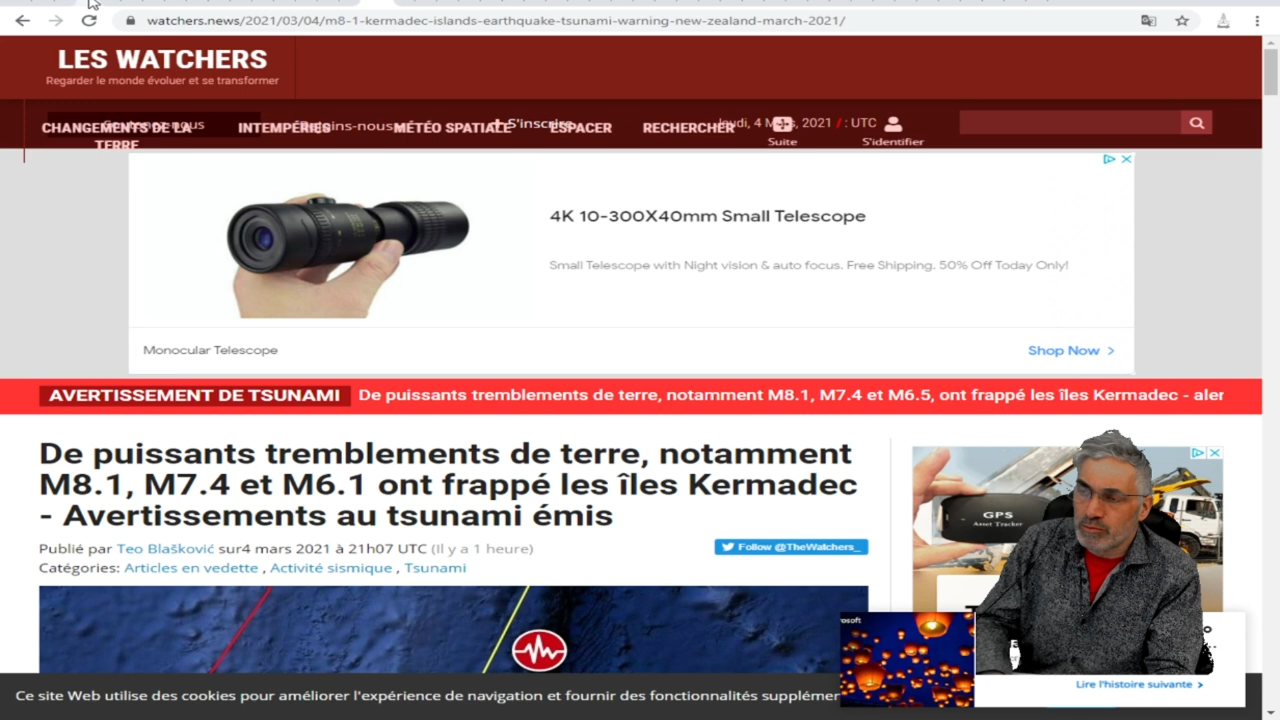 watchers.news/2021/03/04/m8-1-kermadec-islands-earthquake-tsunami-warning-new-zealand-march-2021/
LES WATCHERS
Regarder le monde évoluer et se transformer
CHANGEMENTS DE LA TERRE
INTEMPÉRIES
MÉTÉO SPATIALE
S'inscrire
ESPACER
RECHERCHER
2021 / : UTC
Suite
S'identifier
4K 10-300X40mm Small Telescope
Small Telescope with Night vision & auto focus. Free Shipping. 50% Off Today Only!
Monocular Telescope
Shop Now >
AVERTISSEMENT DE TSUNAMI De puissants tremblements de terre, notamment M8.1, M7.4 et M6.5, ont frappé les îles Kermadec - aler
De puissants tremblements de terre, notamment
M8.1, M7.4 et M6.1 ont frappé les îles Kermadec
- Avertissements au tsunami émis
Publié par Teo Blašković sur4 mars 2021 à 21h07 UTC (Il y a 1 heure)
Follow @TheWatchers_
Catégories: Articles en vedette , Activité sismique , Tsunami
GPS
Asset Tracker
rosoft
Lire l'histoire suivante >
Ce site Web utilise des cookies pour améliorer l'expérience de navigation et fournir des fonctionnalités supplémen